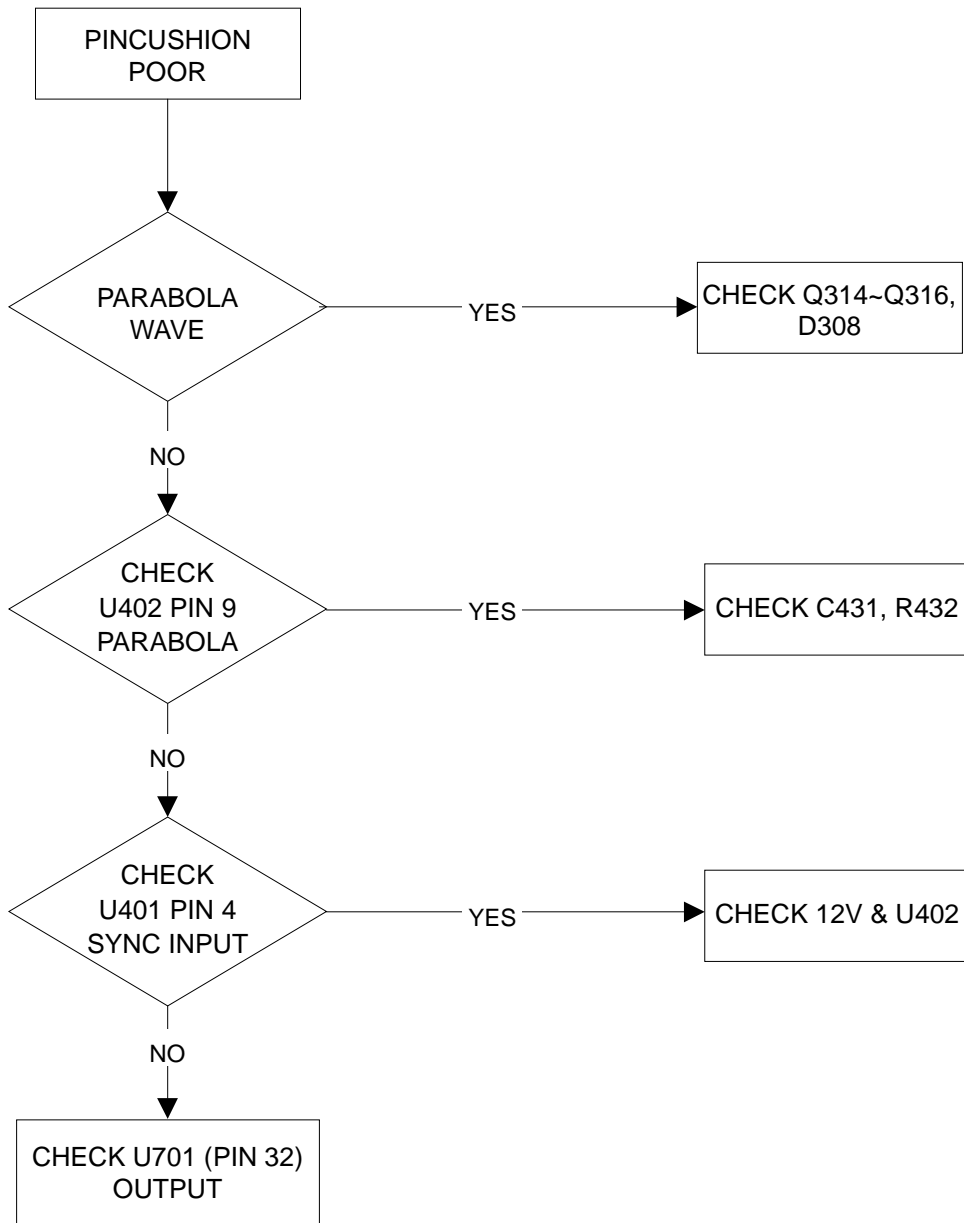 PINCUSHION
POOR
PARABOLA
WAVE
YES
CHECK Q314~Q316,
D308
NO
CHECK
U402 PIN 9
PARABOLA
YES
CHECK C431, R432
NO
CHECK
U401 PIN 4
SYNC INPUT
YES
CHECK 12V & U402
NO
CHECK U701 (PIN 32)
OUTPUT